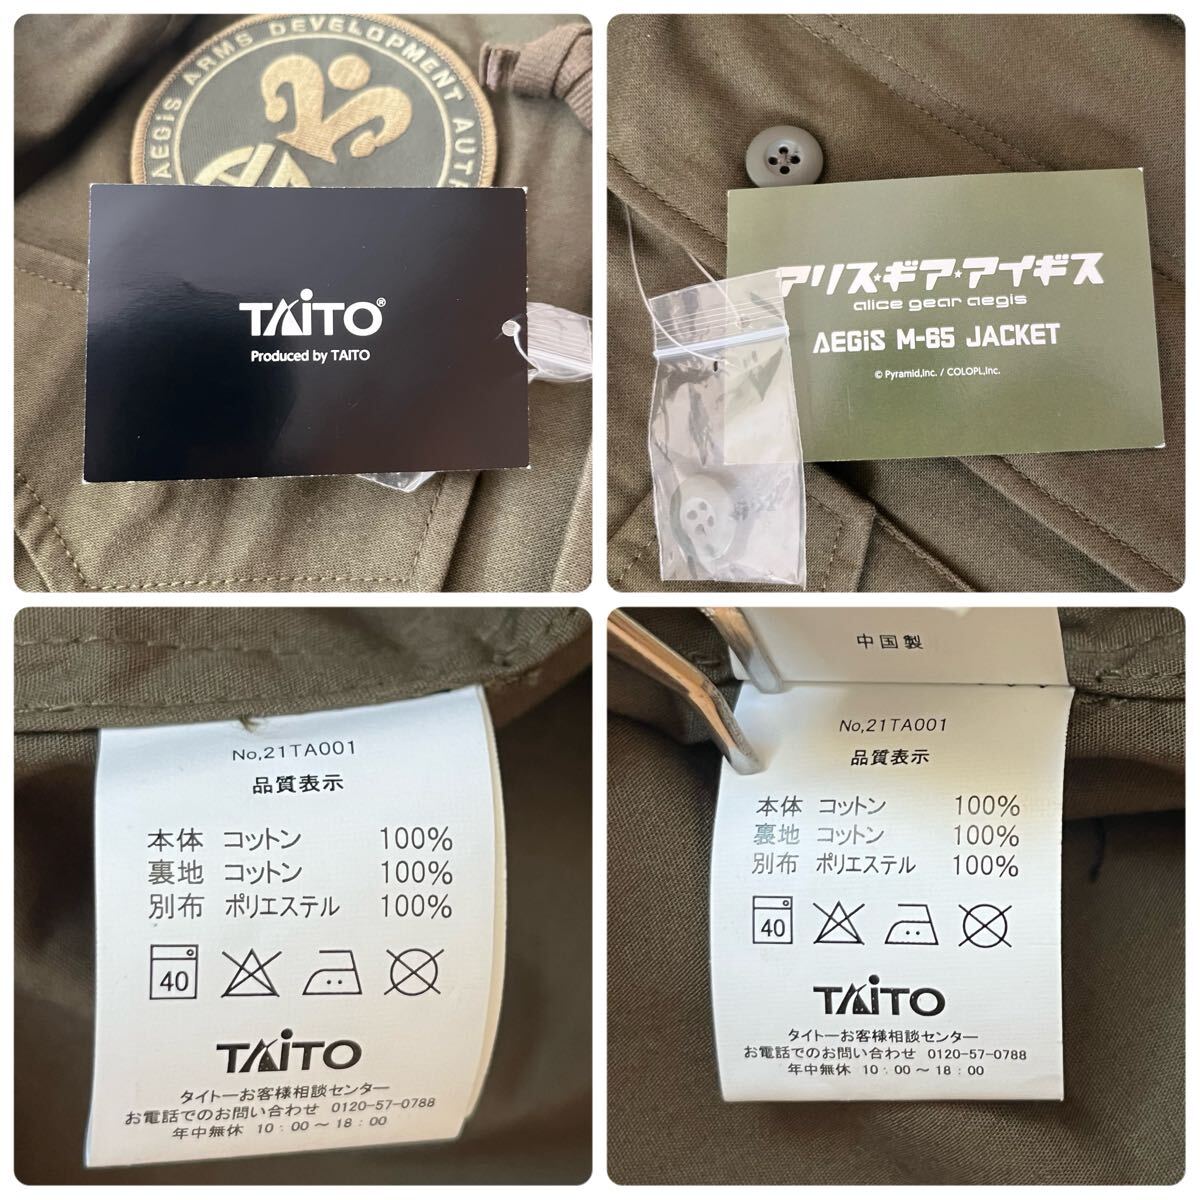 AEGiS ARMS DEVELOPMENT
TAiTO®
Produced by TAITO
アリス★ギア★アイギス
alice gear aegis
AEGiS M-65 JACKET
© Pyramid,Inc. / COLOPL,Inc.
No,21TA001
品質表示
本体 コットン 100%
裏地 コットン 100%
別布 ポリエステル 100%
40
TAiTO
タイトーお客様相談センター
お電話でのお問い合わせ 0120-57-0788
年中無休 10：00～18：00
中国製
No,21TA001
品質表示
本体 コットン 100%
裏地 コットン 100%
別布 ポリエステル 100%
40
TAiTO
タイトーお客様相談センター
お電話でのお問い合わせ 0120-57-0788
年中無休 10：00～18：00